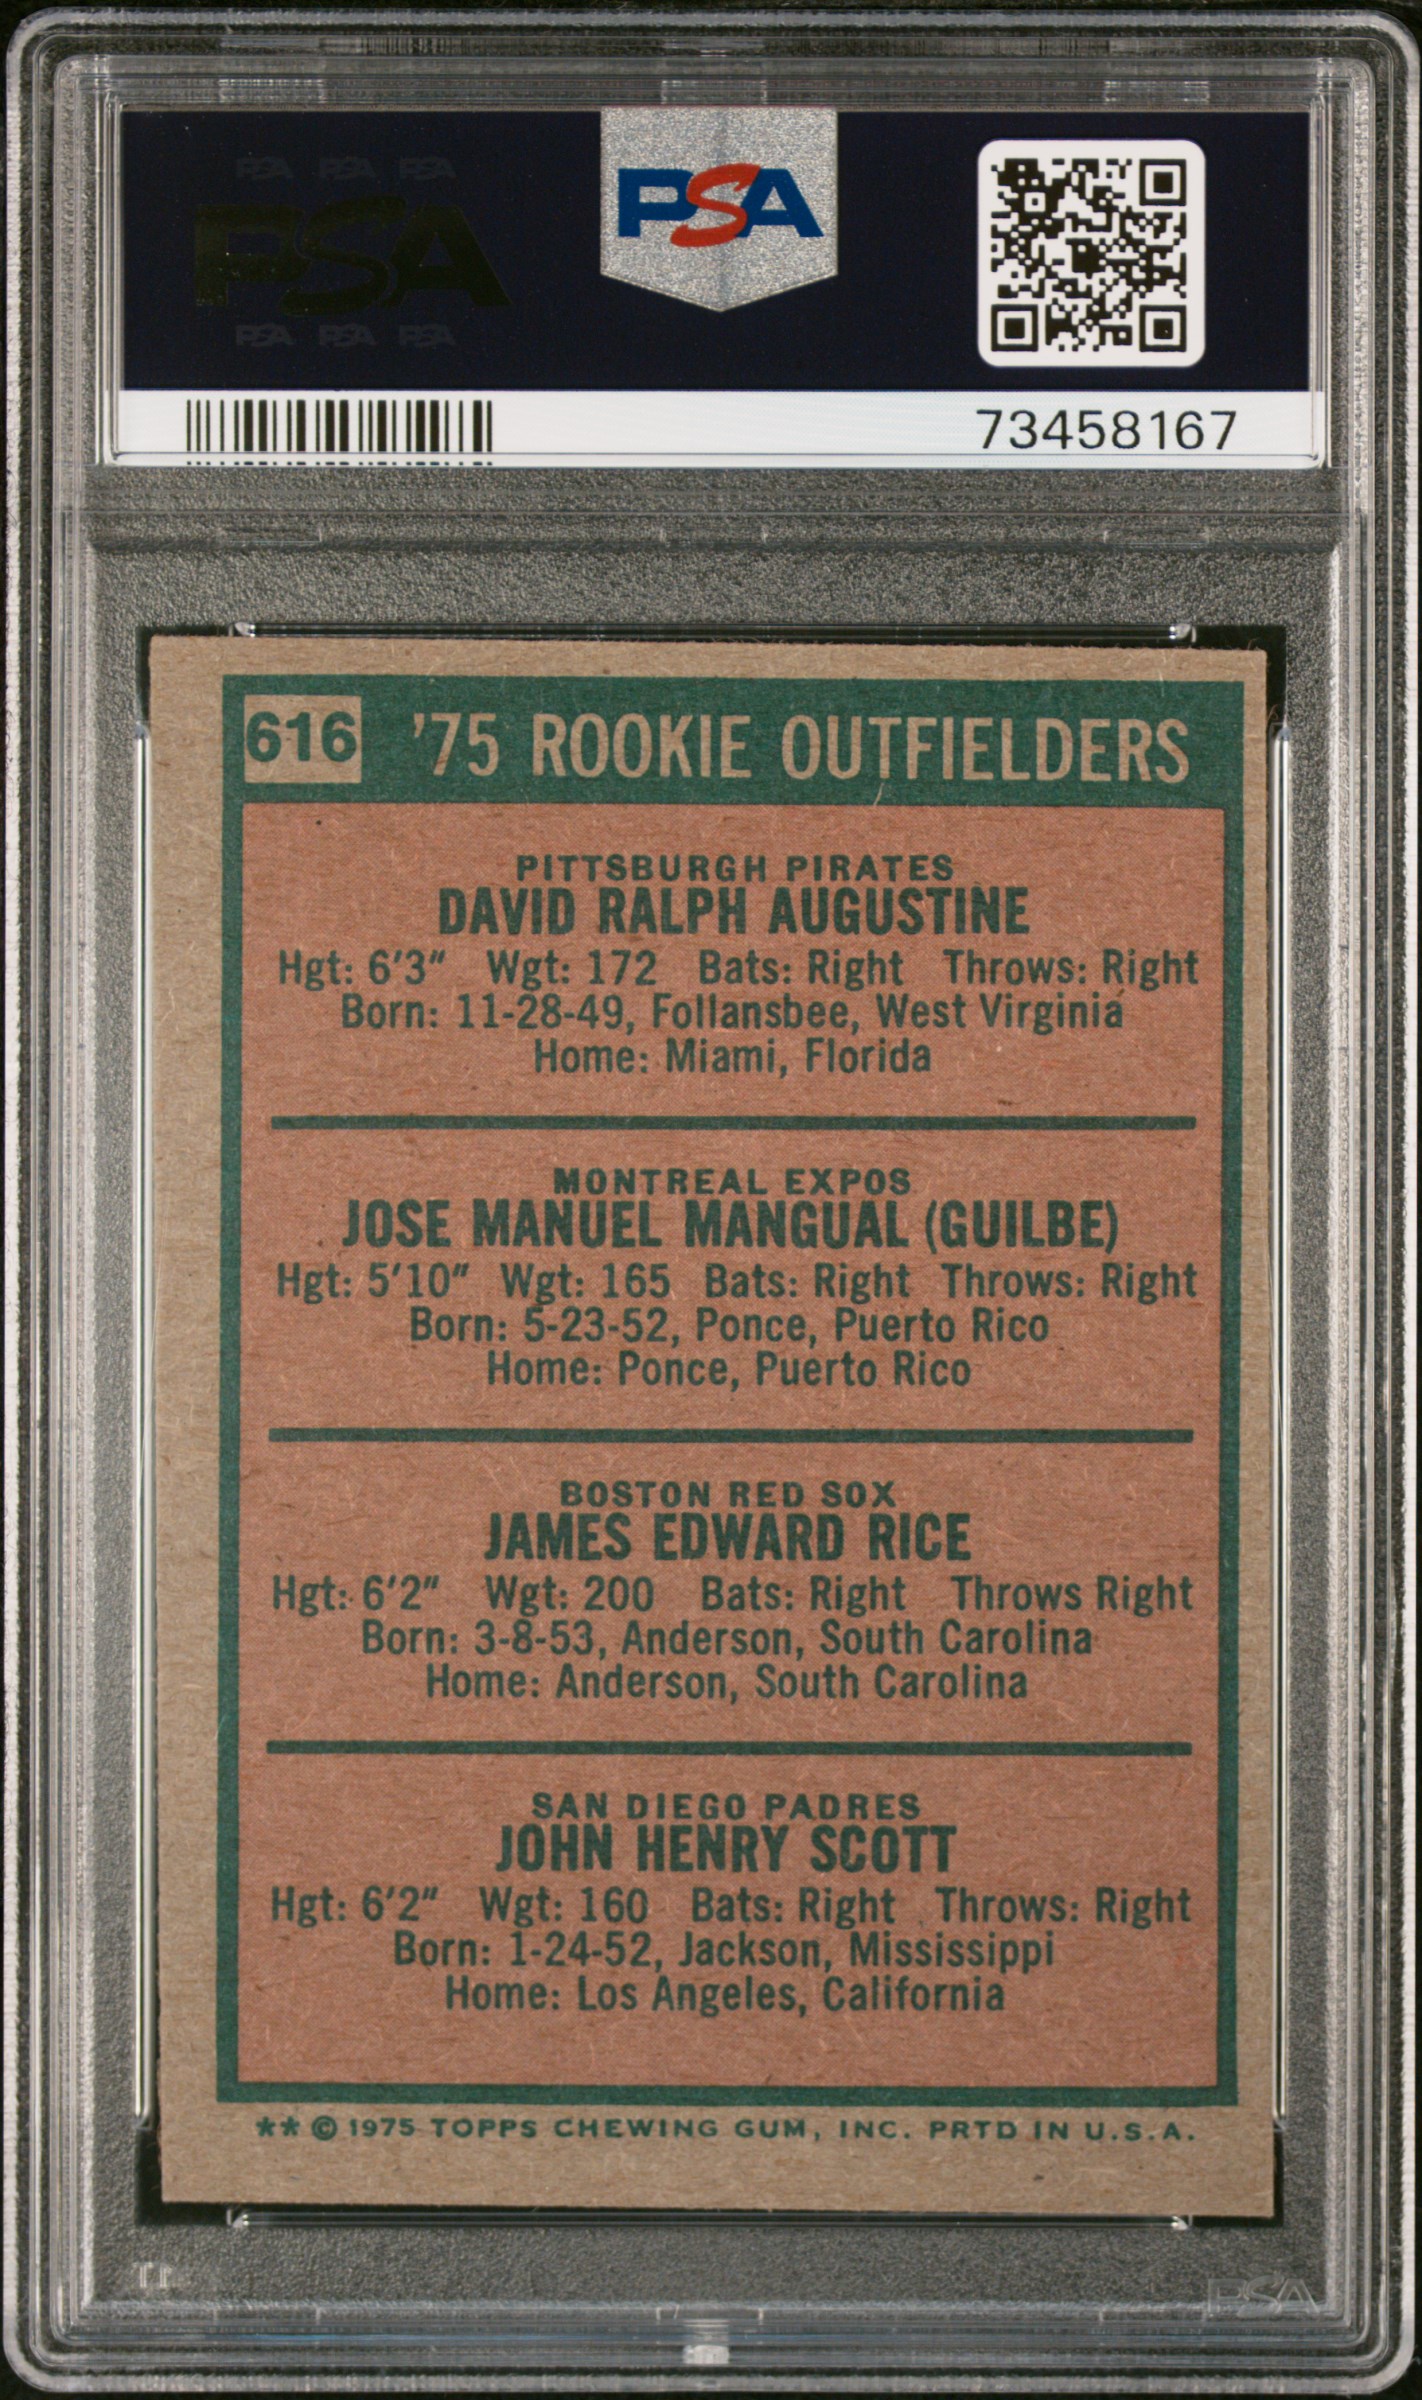 PSA PSA PSA
PSA
PSA PSA PSA
PSA
73458167
616 '75 ROOKIE OUTFIELDERS
PITTSBURGH PIRATES
DAVID RALPH AUGUSTINE
Hgt: 6'3" Wgt: 172 Bats: Right Throws: Right
Born: 11-28-49, Follansbee, West Virginia
Home: Miami, Florida
MONTREAL EXPOS
JOSE MANUEL MANGUAL (GUILBE)
Hgt: 5'10" Wgt: 165 Bats: Right Throws: Right
Born: 5-23-52, Ponce, Puerto Rico
Home: Ponce, Puerto Rico
BOSTON RED SOX
JAMES EDWARD RICE
Hgt: 6'2" Wgt: 200 Bats: Right Throws Right
Born: 3-8-53, Anderson, South Carolina
Home: Anderson, South Carolina
SAN DIEGO PADRES
JOHN HENRY SCOTT
Hgt: 6'2" Wgt: 160 Bats: Right Throws: Right
Born: 1-24-52, Jackson, Mississippi
Home: Los Angeles, California
** © 1975 TOPPS CHEWING GUM, INC. PRTD IN U.S.A.
PSA